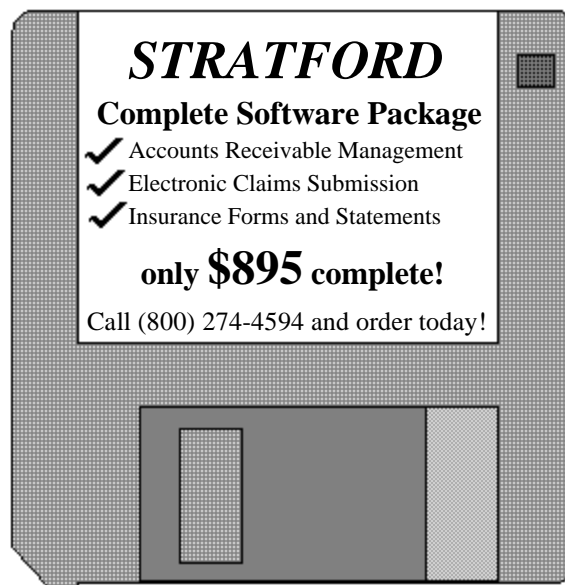 STRATFORD
Complete Software Package
Accounts Receivable Management
Electronic Claims Submission
Insurance Forms and Statements
only $895 complete!
Call (800) 274-4594 and order today!